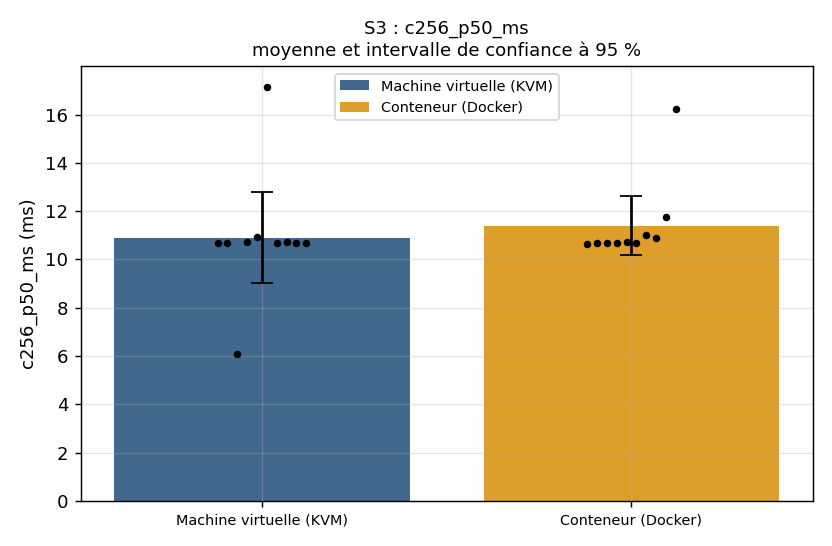 S3 : c256_p50_ms
moyenne et intervalle de confiance à 95 %
Machine virtuelle (KVM)
Conteneur (Docker)
c256_p50_ms (ms)
16
14
12
10
8
6
4
2
0
Machine virtuelle (KVM)
Conteneur (Docker)